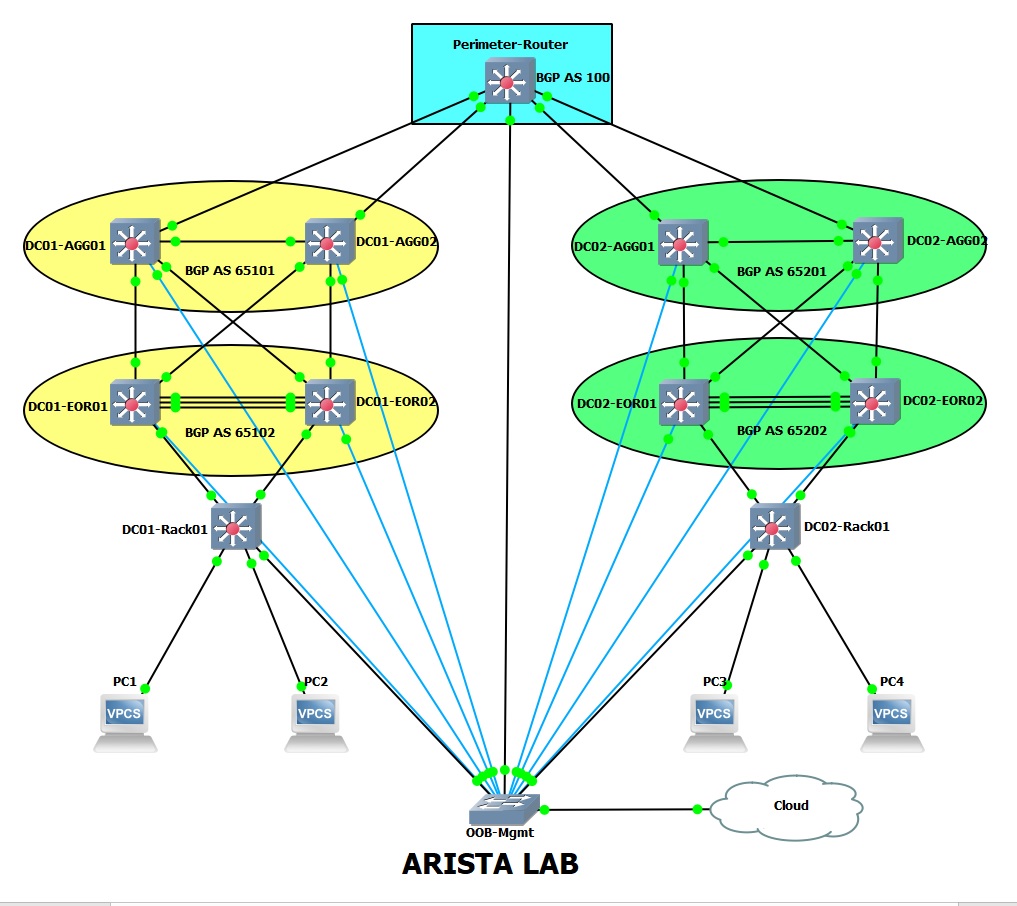 Perimeter-Router
BGP AS 100
DC01-AGG01
DC01-AGG02
BGP AS 65101
DC02-AGG01
DC02-AGG02
BGP AS 65201
DC01-EOR01
DC01-EOR02
BGP AS 65102
DC02-EOR01
DC02-EOR02
BGP AS 65202
DC01-Rack01
DC02-Rack01
PC1
VPCS
PC2
VPCS
PC3
VPCS
PC4
VPCS
Cloud
OOB-Mgmt
ARISTA LAB